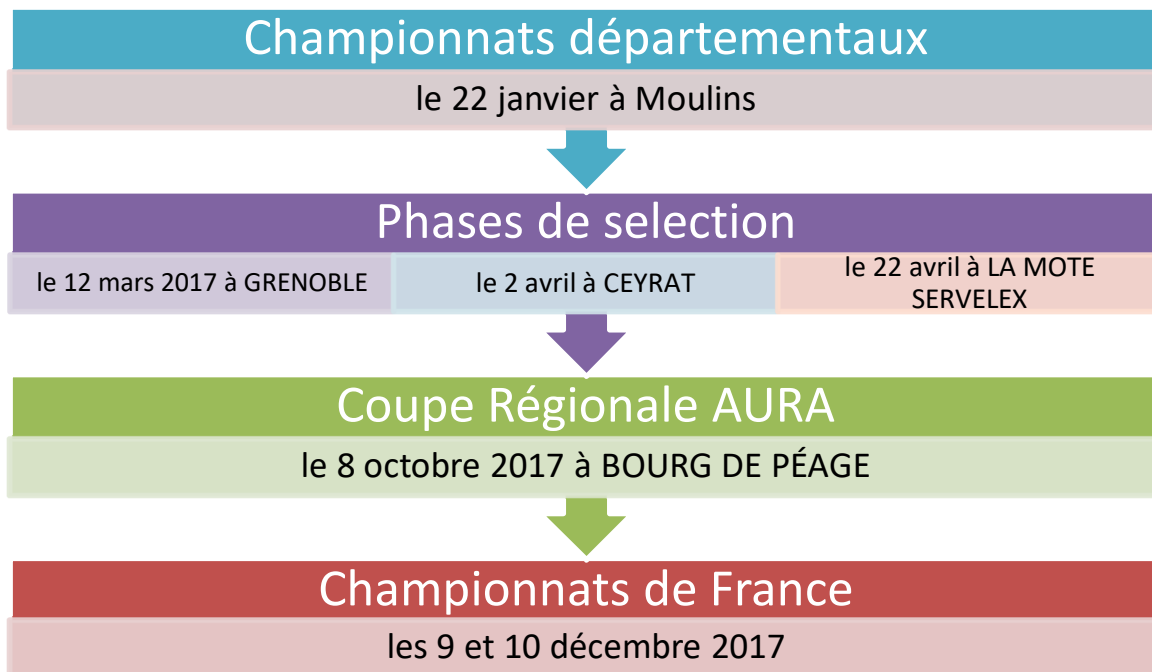 Championnats départementaux
le 22 janvier à Moulins
Phases de selection
le 12 mars 2017 à GRENOBLE
le 2 avril à CEYRAT
le 22 avril à LA MOTE
SERVELEX
Coupe Régionale AURA
le 8 octobre 2017 à BOURG DE PÉAGE
Championnats de France
les 9 et 10 décembre 2017